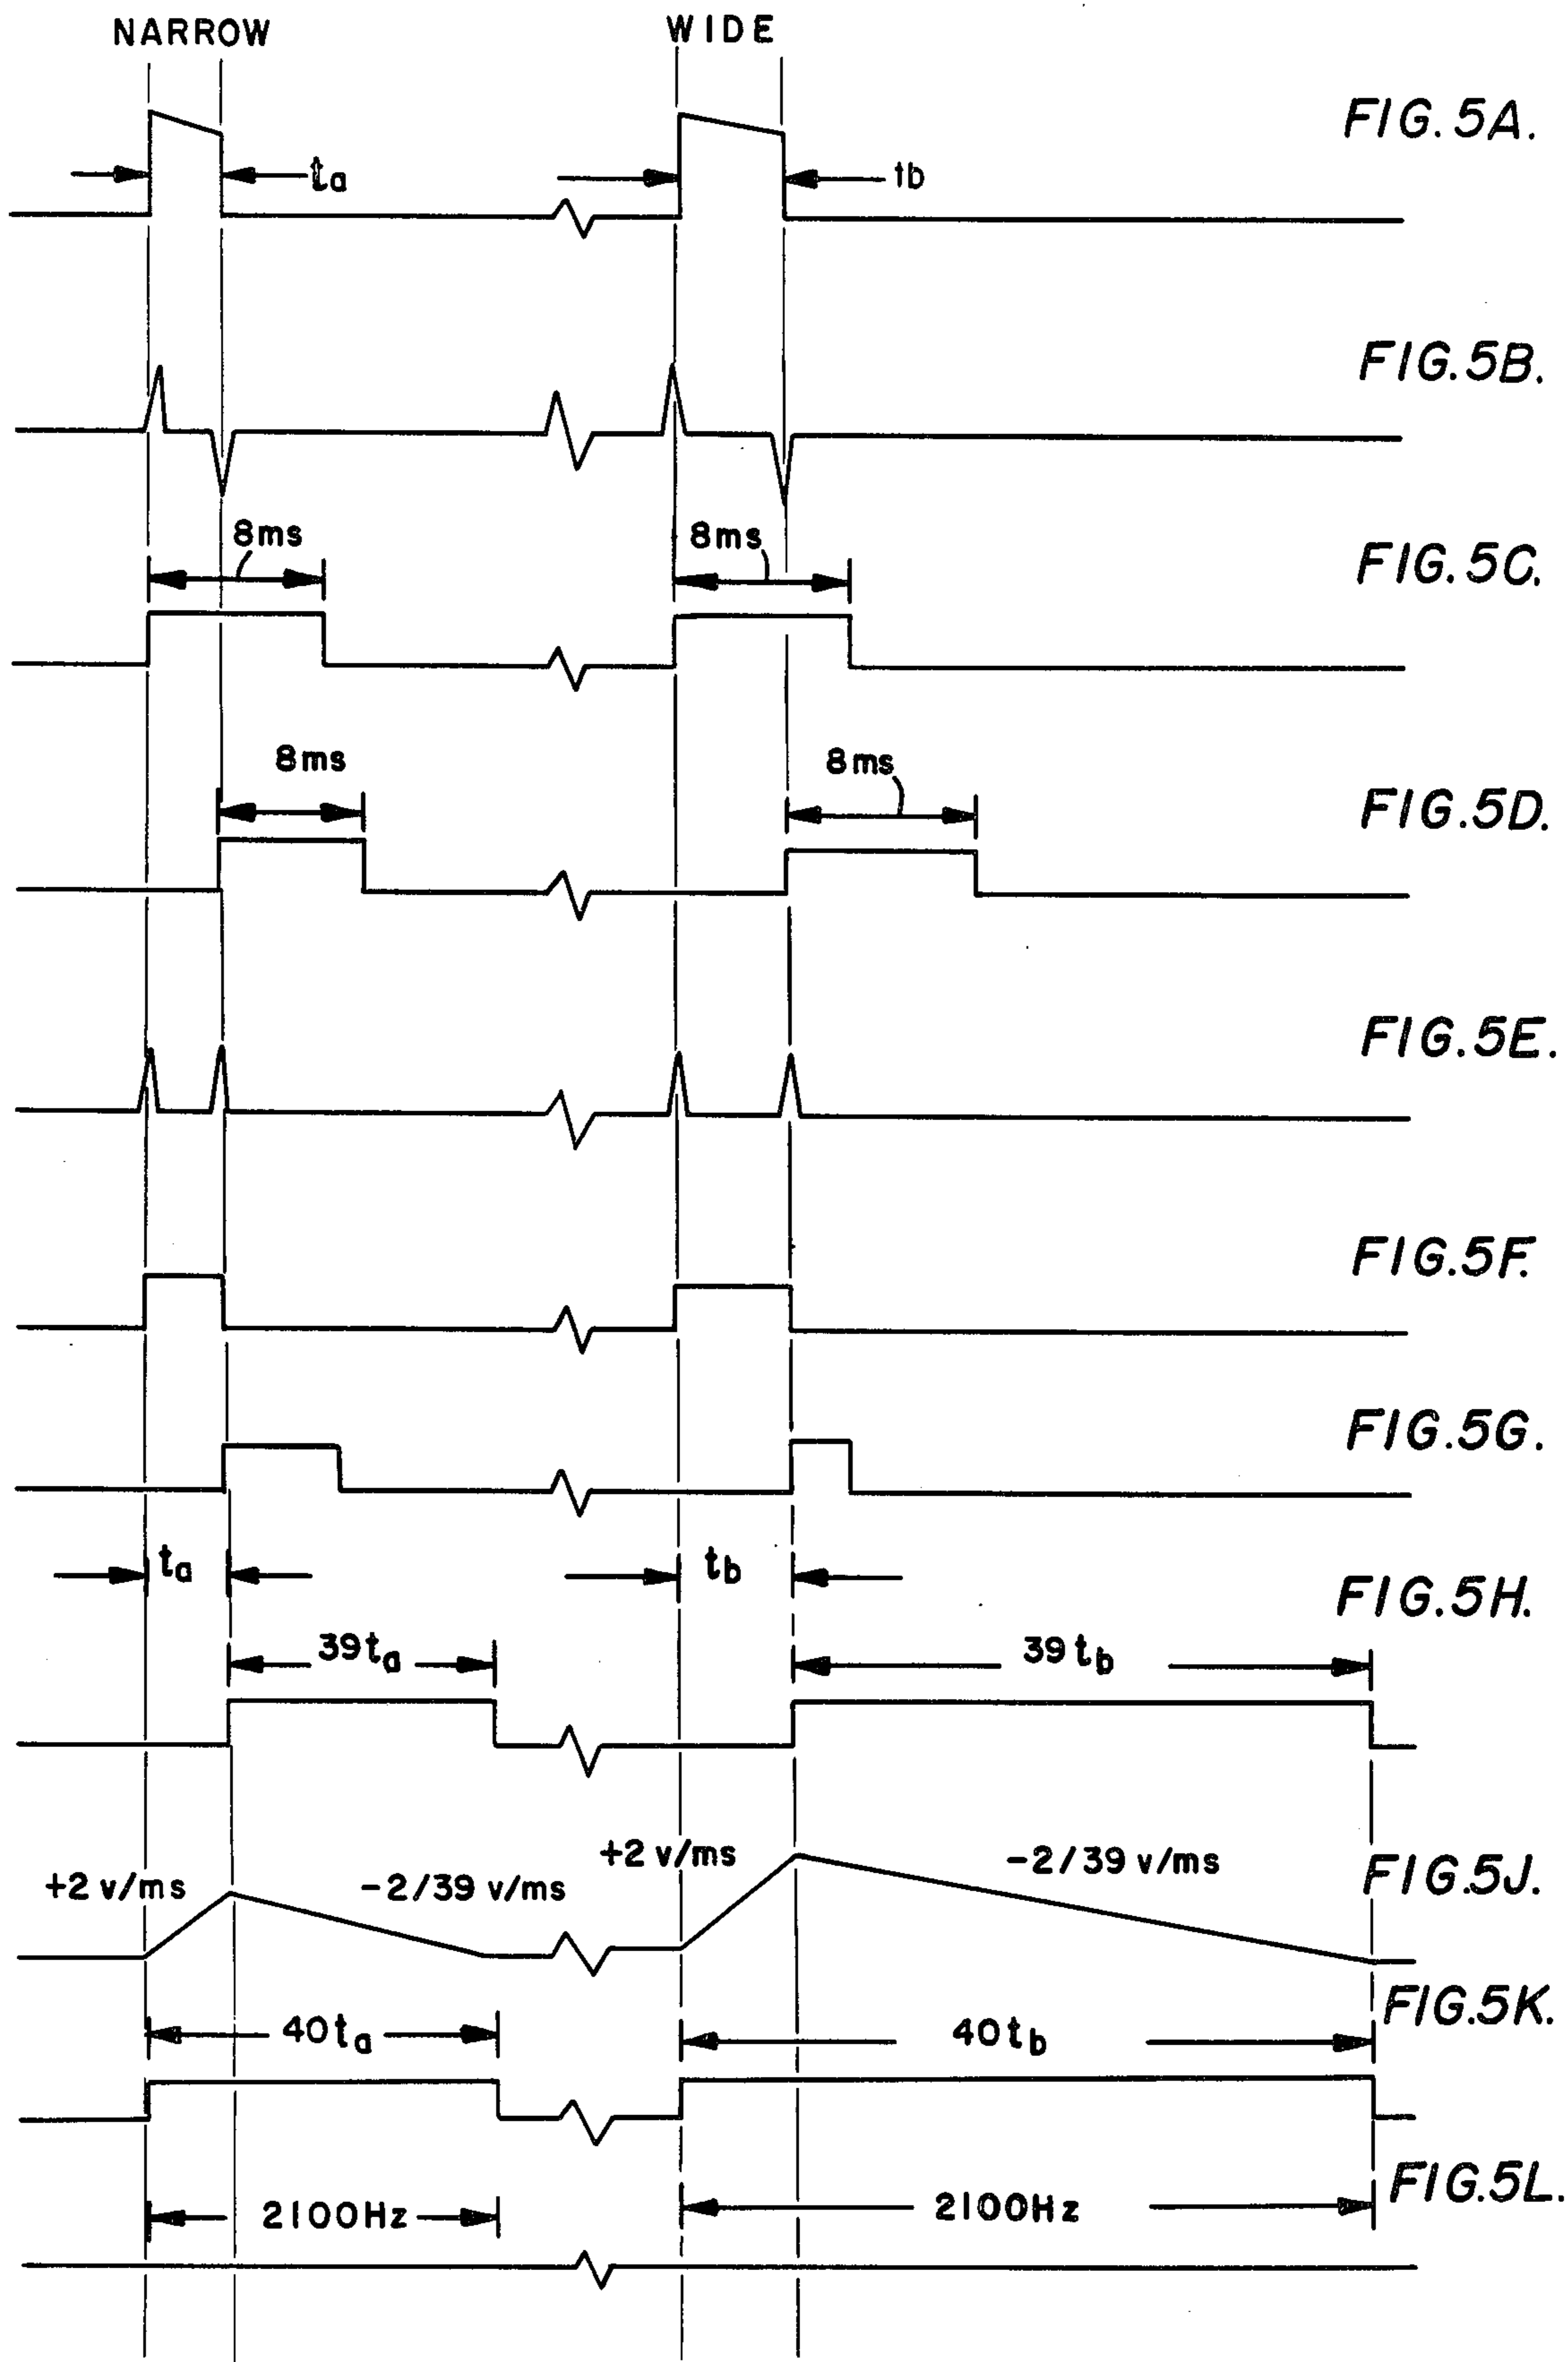 NARROW
WIDE
FIG. 5A.
ta
tb
FIG.5B.
8ms
8ms
FIG.5C.
8ms
8ms
FIG.5D.
FIG.5E.
FIG.5F.
FIG.5G.
ta
tb
FIG.5H.
39ta
39tb
+2 v/ms
-2/39 v/ms
+2 v/ms
-2/39 v/ms
FIG.5J.
40ta
40tb
FIG.5K.
2100Hz
2100Hz
FIG.5L.